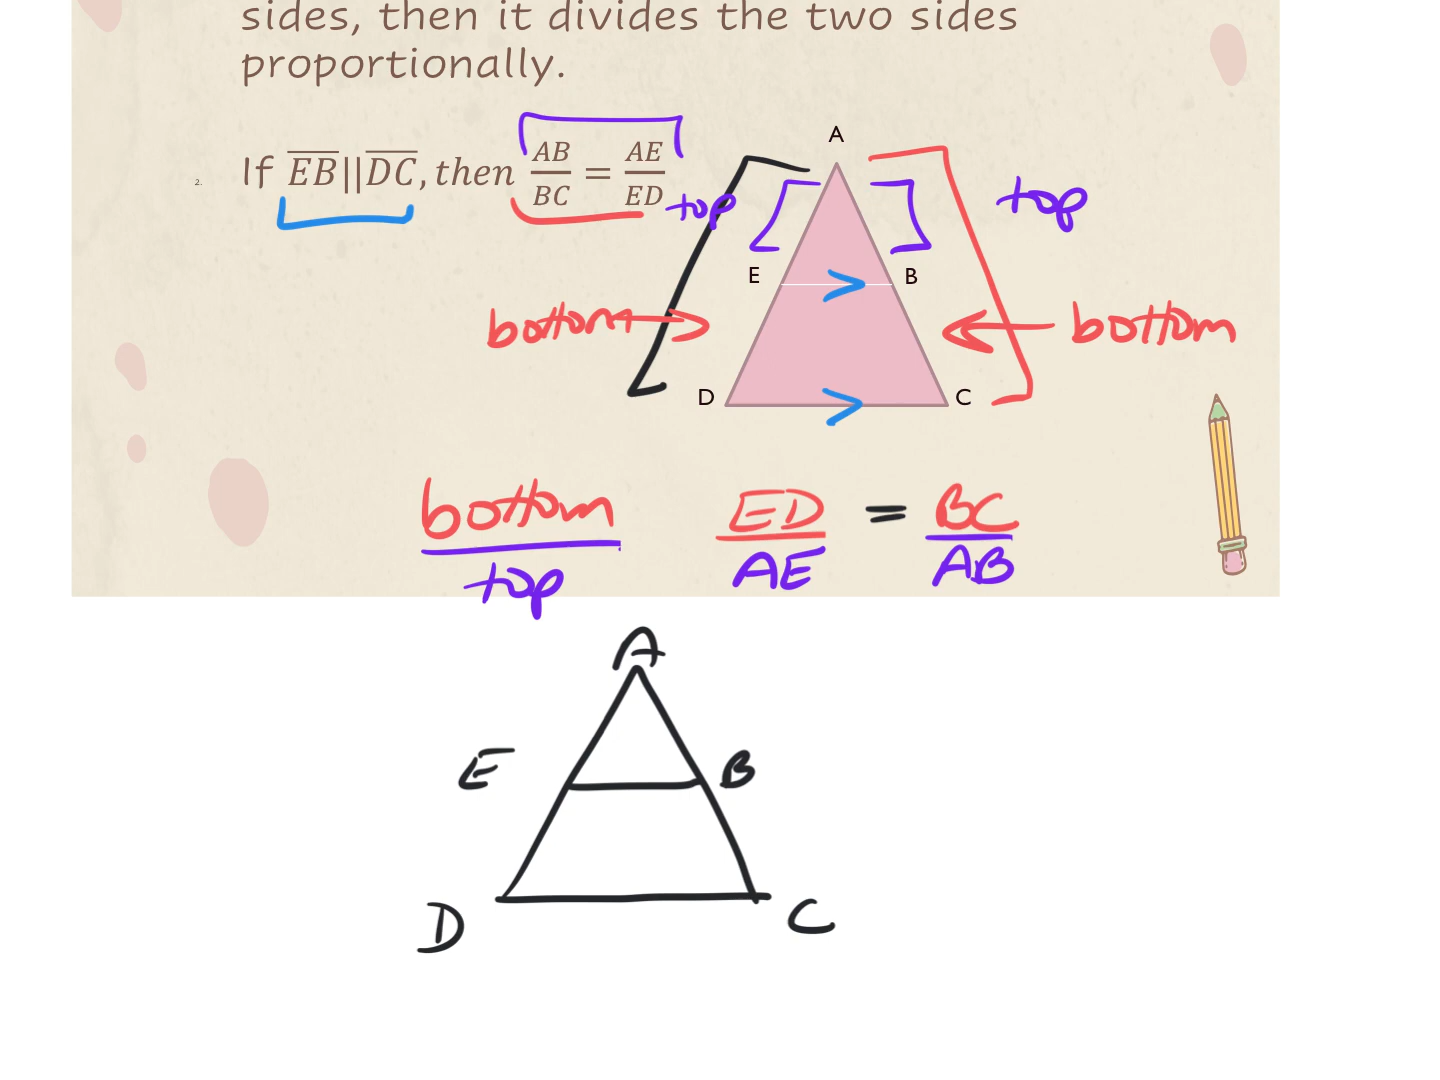 sides, then it divides the two sides
proportionally.
2. If EB||DC, then AB/BC = AE/ED
A
top
top
E
B
bottom
bottom
D
C
bottom/top ED/AE = BC/AB
A
E
B
D
C